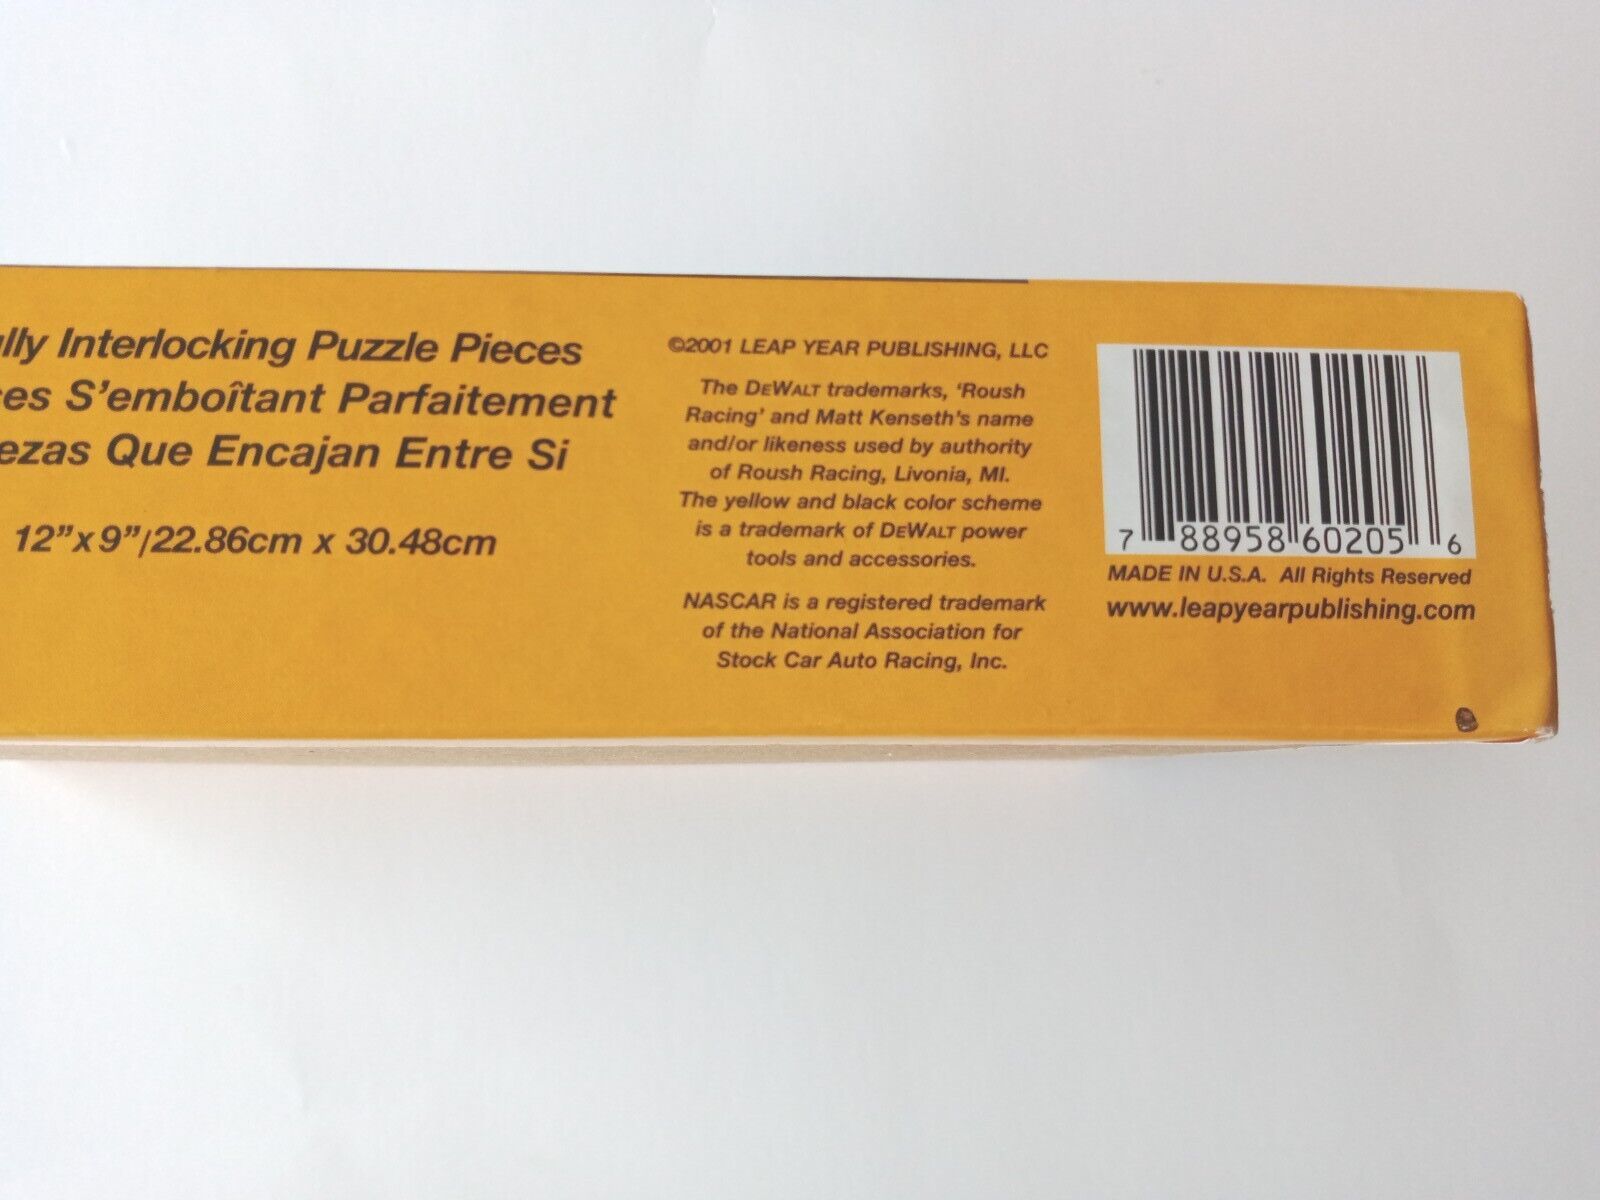 lly Interlocking Puzzle Pieces
es S'emboîtant Parfaitement
ezas Que Encajan Entre Si
12”x 9”/22.86cm x 30.48cm
©2001 LEAP YEAR PUBLISHING, LLC
The DEWALT trademarks, ‘Roush
Racing’ and Matt Kenseth's name
and/or likeness used by authority
of Roush Racing, Livonia, MI.
The yellow and black color scheme
is a trademark of DEWALT power
tools and accessories.
NASCAR is a registered trademark
of the National Association for
Stock Car Auto Racing, Inc.
7 88958 60205 6
MADE IN U.S.A. All Rights Reserved
www.leapyearpublishing.com